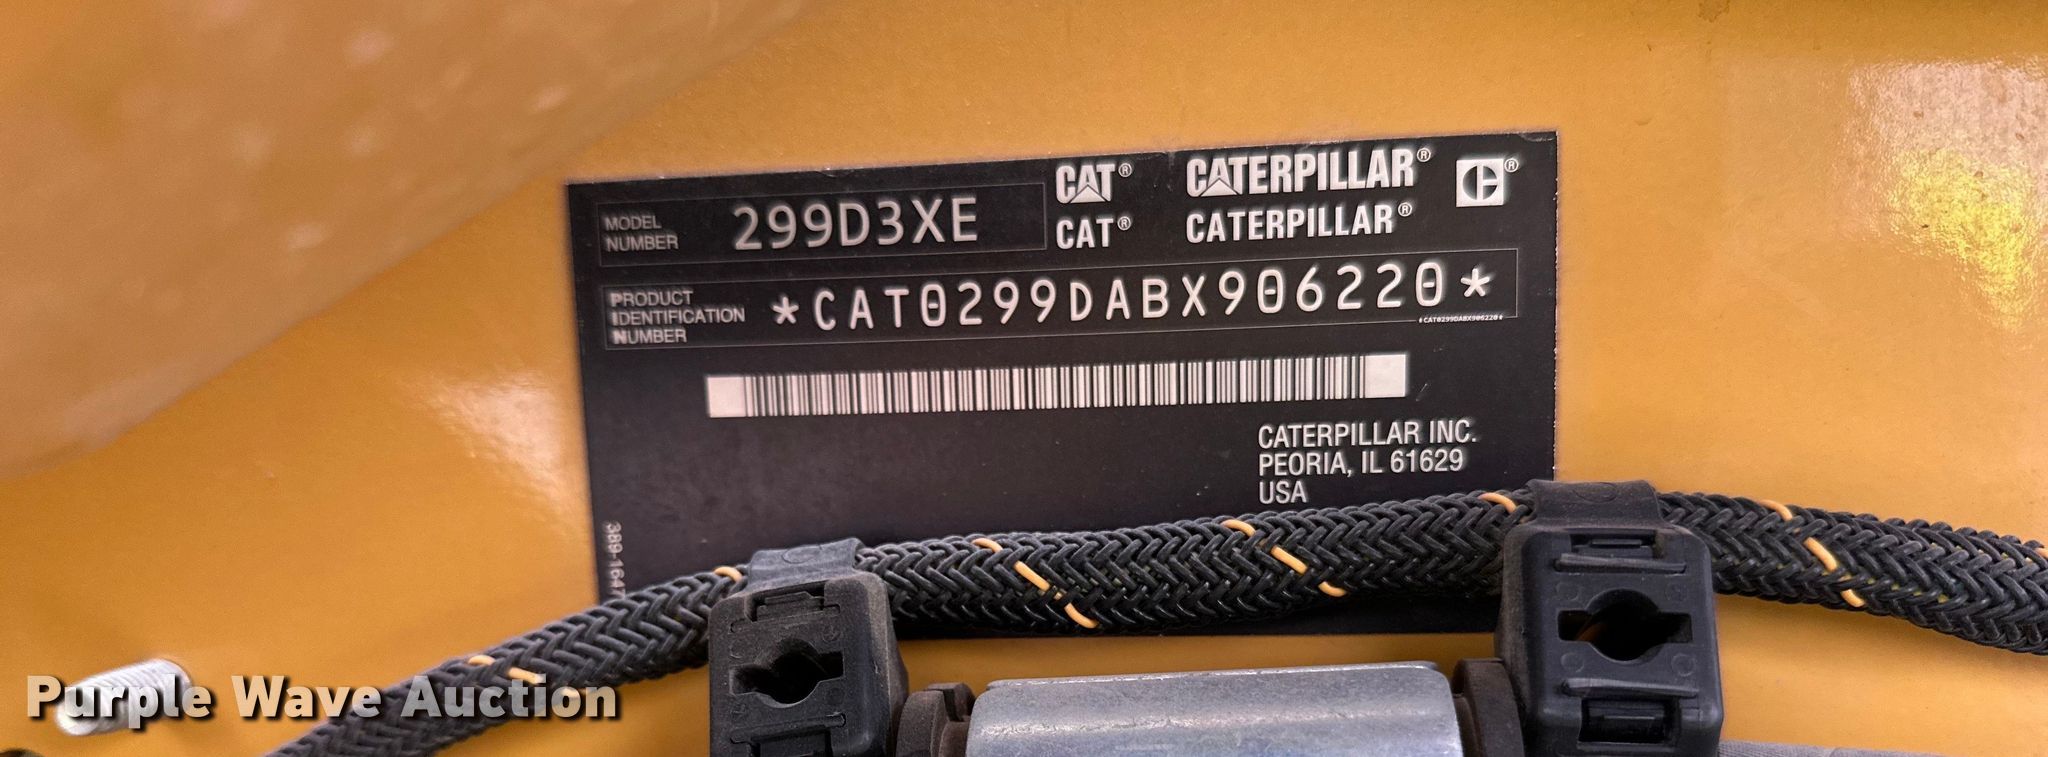 MODEL
NUMBER
299D3XE
CAT® CATERPILLAR® ®
CAT® CATERPILLAR®
PRODUCT
IDENTIFICATION
NUMBER
*CAT0299DABX906220*
*CAT0299DABX906220*
CATERPILLAR INC.
PEORIA, IL 61629
USA
Purple Wave Auction